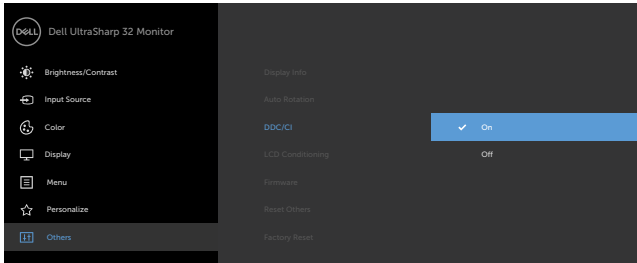 DELL Dell UltraSharp 32 Monitor
Brightness/Contrast
Input Source
Color
Display
Menu
Personalize
Others
Display Info
Auto Rotation
DDC/CI
LCD Conditioning
Firmware
Reset Others
Factory Reset
On
Off